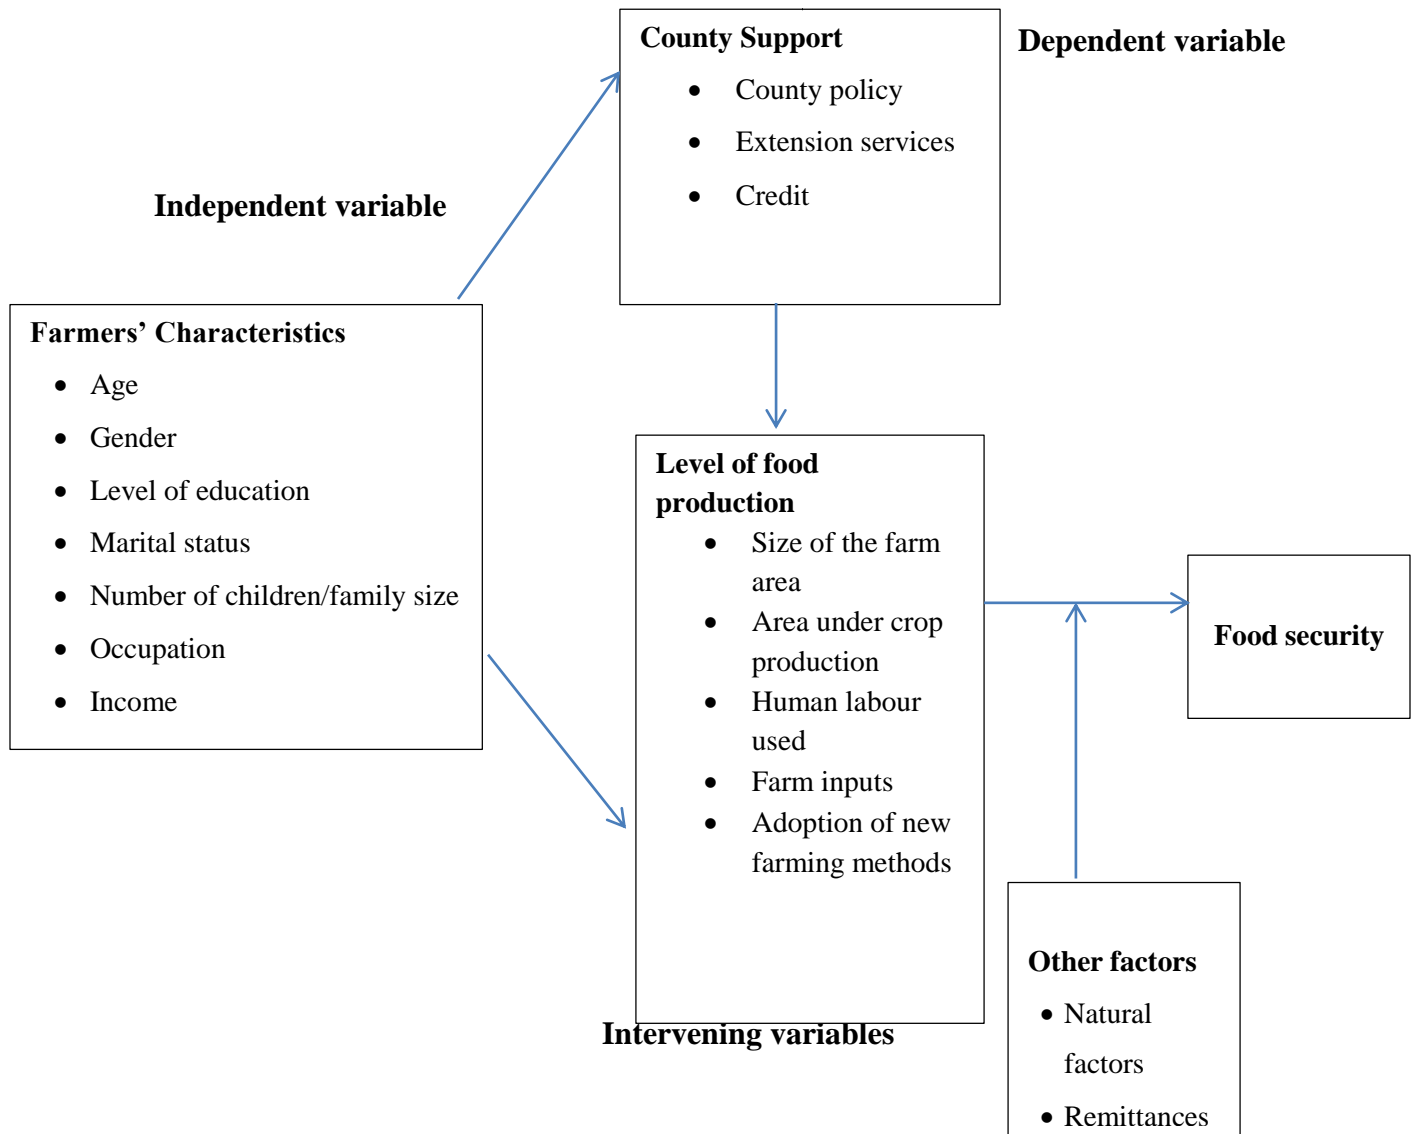 County Support
• County policy
• Extension services
• Credit
Dependent variable
Independent variable
Farmers’ Characteristics
• Age
• Gender
• Level of education
• Marital status
• Number of children/family size
• Occupation
• Income
Level of food
production
• Size of the farm
area
• Area under crop
production
• Human labour
used
• Farm inputs
• Adoption of new
farming methods
Food security
Intervening variables
Other factors
• Natural
factors
• Remittances